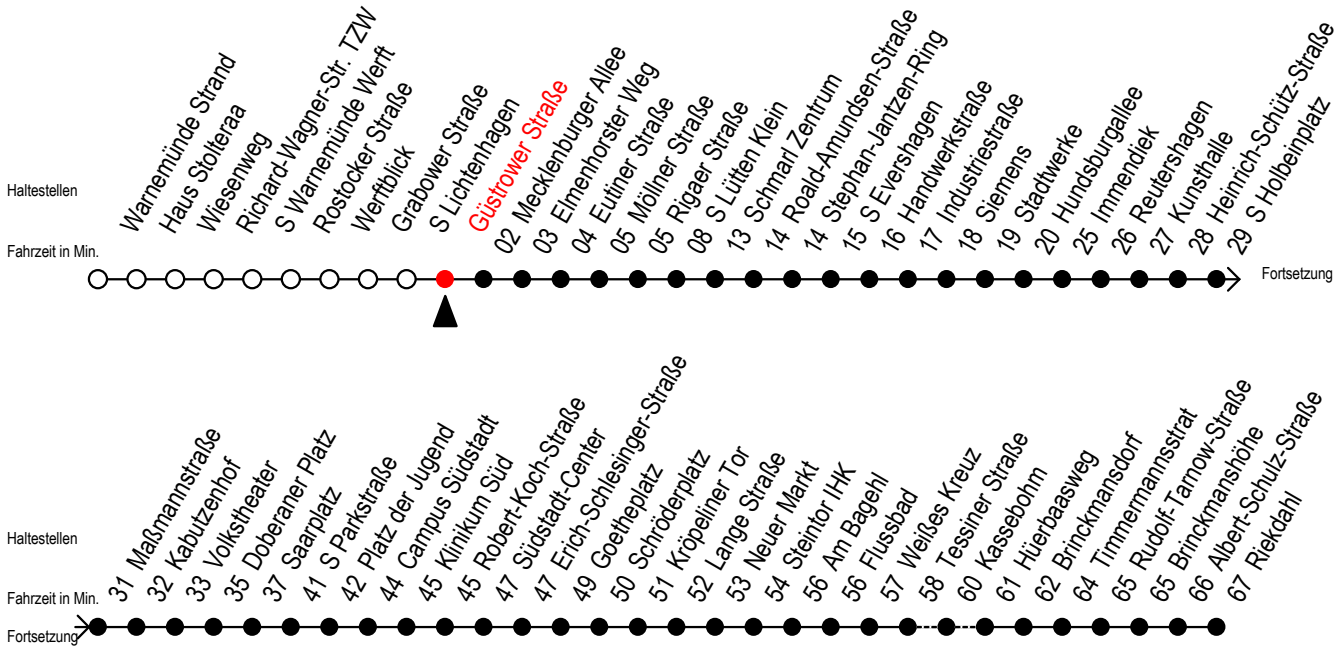 Haltestellen
Warnemünde Strand
Haus Stolteraa
Wiesenweg
Richard-Wagner-Str. TZW
S Warnemünde Werft
Rostocker Straße
Werftblick
Grabower Straße
S Lichtenhagen
Güstrower Straße
02 Mecklenburger Allee
03 Elmenhorster Weg
04 Eutiner Straße
05 Möllner Straße
05 Rigaer Straße
08 S Lütten Klein
13 Schmarl Zentrum
14 Roald-Amundsen-Straße
14 Stephan-Jantzen-Ring
15 S Evershagen
16 Handwerkstraße
17 Industriestraße
18 Siemens
19 Stadtwerke
20 Hundsburgallee
25 Immendiek
26 Reutershagen
27 Kunsthalle
28 Heinrich-Schütz-Straße
29 S Holbeinplatz
Fahrzeit in Min.
Fortsetzung
Haltestellen
31 Maßmannstraße
32 Kabutzenhof
33 Volkstheater
35 Doberaner Platz
37 Saarplatz
41 S Parkstraße
42 Platz der Jugend
44 Campus Südstadt
45 Klinikum Süd
45 Robert-Koch-Straße
47 Südstadt-Center
47 Erich-Schlesinger-Straße
49 Goetheplatz
50 Schröderplatz
51 Kröpeliner Tor
52 Lange Straße
53 Neuer Markt
54 Steintor IHK
56 Am Bagehl
56 Flussbad
57 Weißes Kreuz
58 Tessiner Straße
60 Kassebohm
61 Hüerbaasweg
62 Brinckmansdorf
64 Timmermannsstrat
65 Rudolf-Tarnow-Straße
65 Brinckmanshöhe
66 Albert-Schulz-Straße
67 Riekdahl
Fahrzeit in Min.
Fortsetzung